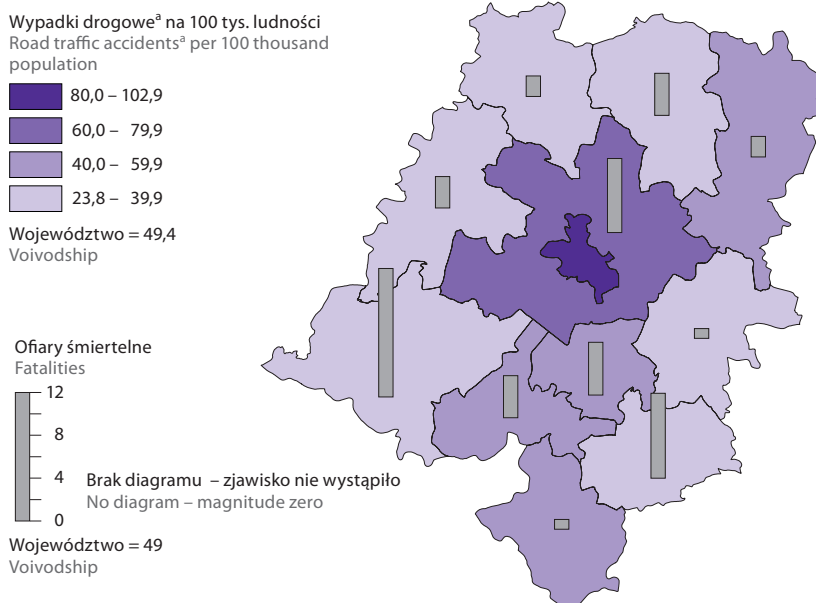 Wypadki drogoweᵃ na 100 tys. ludności
Road traffic accidentsᵃ per 100 thousand
population
80,0 – 102,9
60,0 – 79,9
40,0 – 59,9
23,8 – 39,9
Województwo = 49,4
Voivodship
Ofiary śmiertelne
Fatalities
12
8
4
0
Brak diagramu – zjawisko nie wystąpiło
No diagram – magnitude zero
Województwo = 49
Voivodship